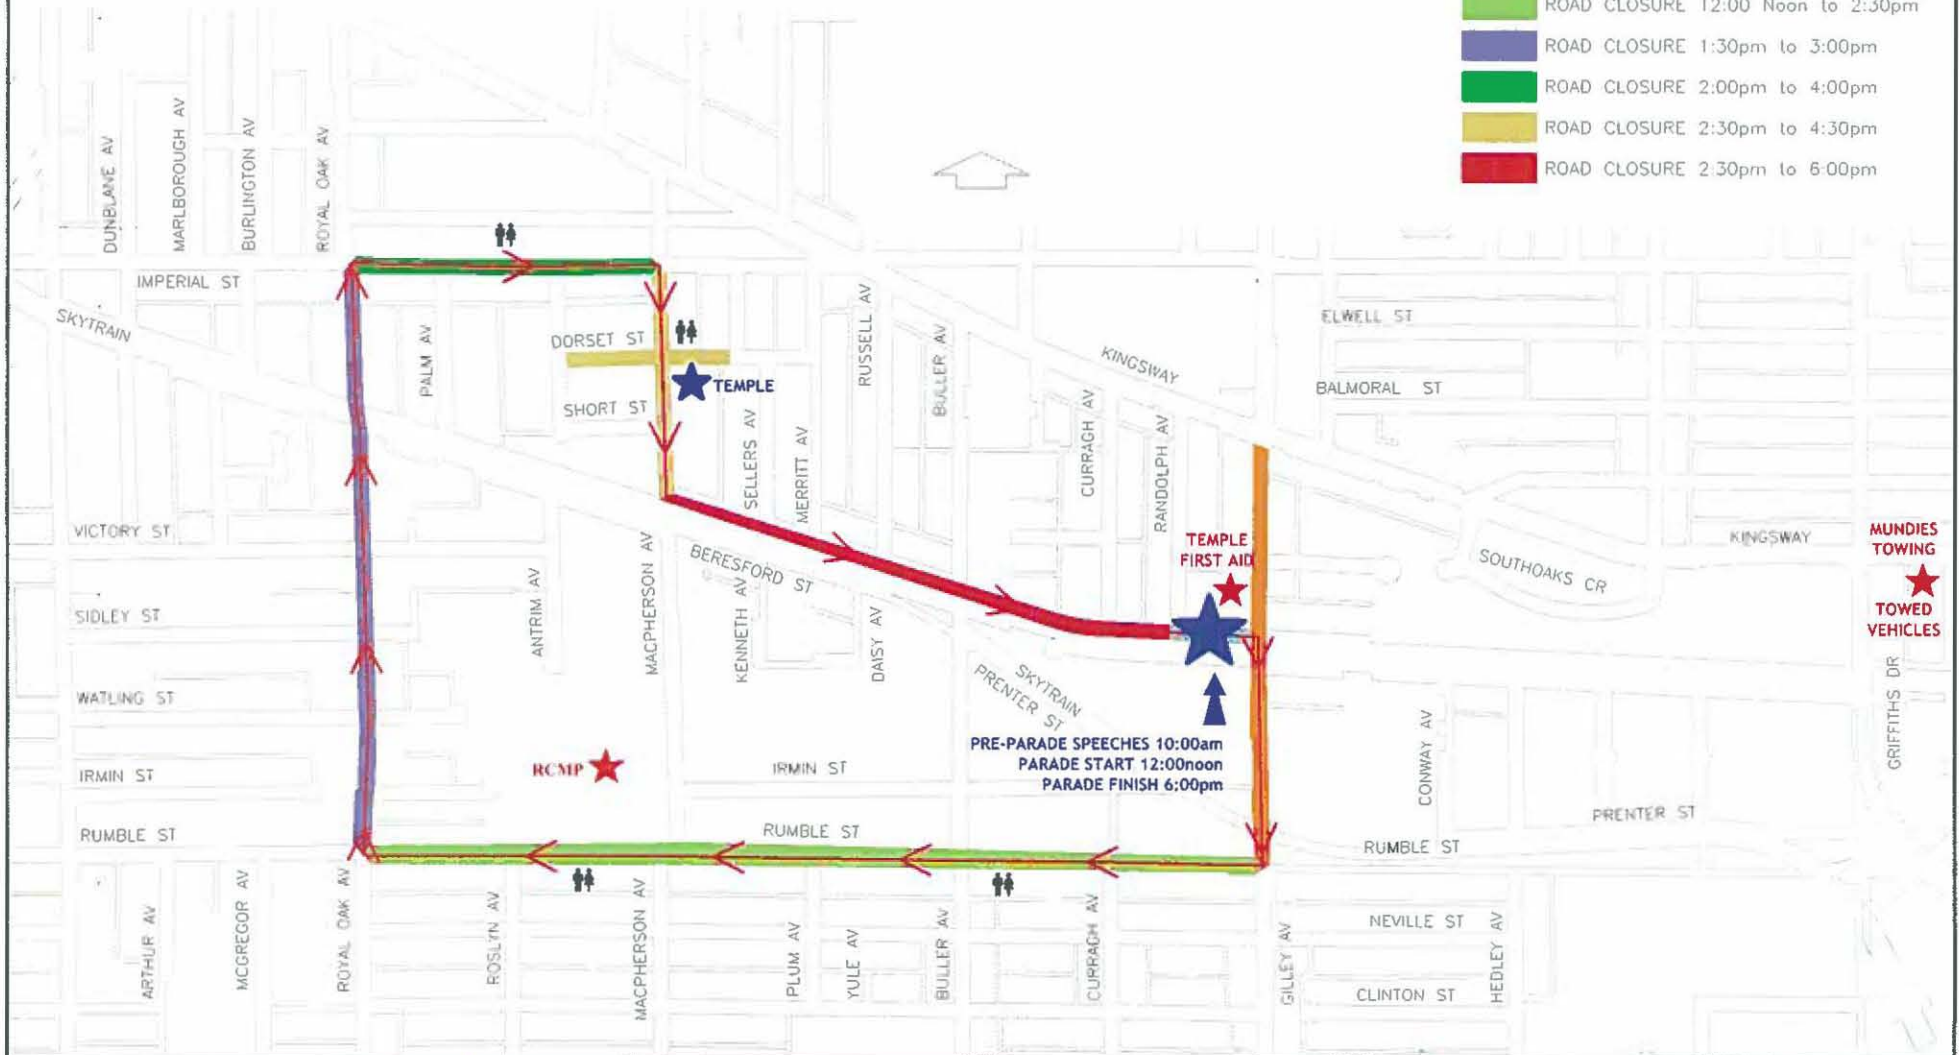 ROAD CLOSURE 12:00 Noon to 2:30pm
ROAD CLOSURE 1:30pm to 3:00pm
ROAD CLOSURE 2:00pm to 4:00pm
ROAD CLOSURE 2:30pm to 4:30pm
ROAD CLOSURE 2:30pm to 6:00pm
DUNBLANE AV
MARLBOROUGH AV
BURLINGTON AV
ROYAL OAK AV
IMPERIAL ST
SKYTRAIN
PALM AV
DORSET ST
TEMPLE
SHORT ST
SELLERS AV
MERRITT AV
RUSSELL AV
BULLER AV
KINGSWAY
CURRAGH AV
RANDOLPH AV
ELWELL ST
BALMORAL ST
VICTORY ST
SIDLEY ST
WATLING ST
IRMIN ST
RUMBLE ST
ANTRIM AV
MACPHERSON AV
BERESFORD ST
KENNETH AV
DAISY AV
SKYTRAIN
PRENTER ST
TEMPLE
FIRST AID
SOUTHOAKS CR
KINGSWAY
MUNDIES
TOWING
TOWED
VEHICLES
GRIFFITHS DR
PRE-PARADE SPEECHES 10:00am
PARADE START 12:00noon
PARADE FINISH 6:00pm
RCMP
IRMIN ST
RUMBLE ST
CONWAY AV
PRENTER ST
RUMBLE ST
ARTHUR AV
MCGREGOR AV
ROYAL OAK AV
ROSLYN AV
MACPHERSON AV
PLUM AV
YULE AV
BULLER AV
CURRAGH AV
GILLEY AV
NEVILLE ST
CLINTON ST
HEDLEY AV